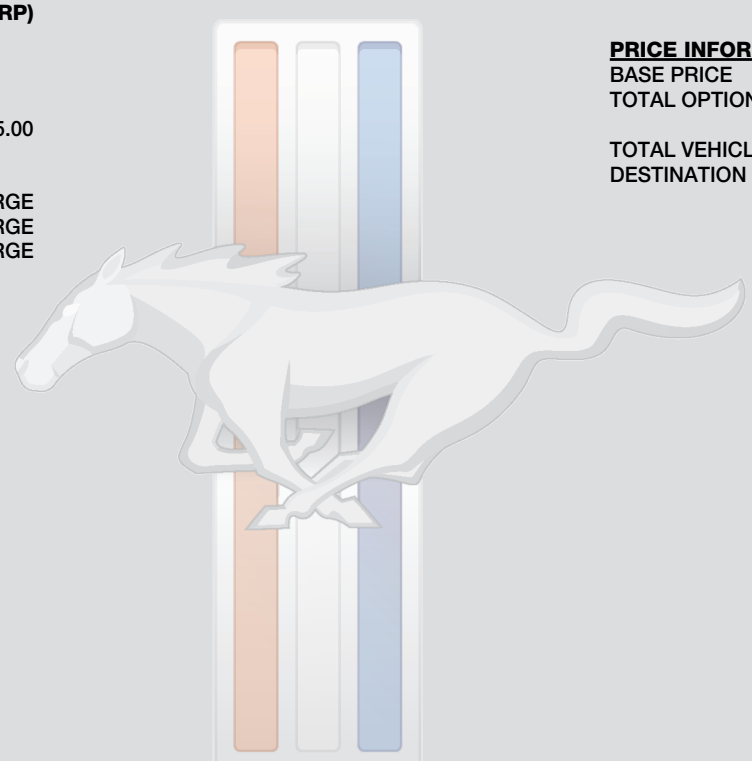 RP)
5.00
RGE
RGE
RGE
PRICE INFOR
BASE PRICE
TOTAL OPTION
TOTAL VEHICL
DESTINATION